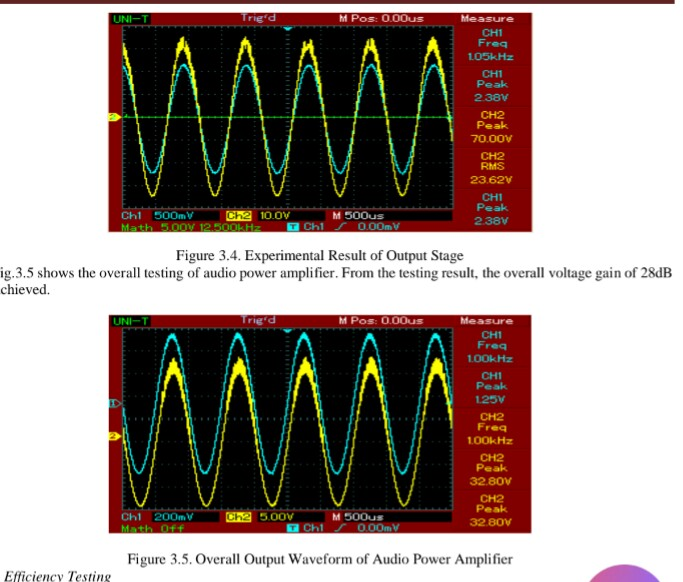 UNI-T Trig'd M Pos: 0.00us Measure
CH1
Freq
1.05kHz
CH1
Peak
2.38V
CH2
Peak
70.00V
CH2
RMS
23.62V
CH1
Peak
2.38V
2
Ch1 500mV Ch2 10.0V M 500us
Math 5.00V 12.500kHz T Ch1 0.00mV
Figure 3.4. Experimental Result of Output Stage
ig.3.5 shows the overall testing of audio power amplifier. From the testing result, the overall voltage gain of 28dB
chieved.
UNI-T Trig'd M Pos: 0.00us Measure
CH1
Freq
1.00kHz
CH1
Peak
1.25V
CH2
Freq
1.00kHz
CH2
Peak
32.80V
CH2
Peak
32.80V
1
2
Ch1 200mV Ch2 5.00V M 500us
Math Off T Ch1 0.00mV
Figure 3.5. Overall Output Waveform of Audio Power Amplifier
Efficiency Testing